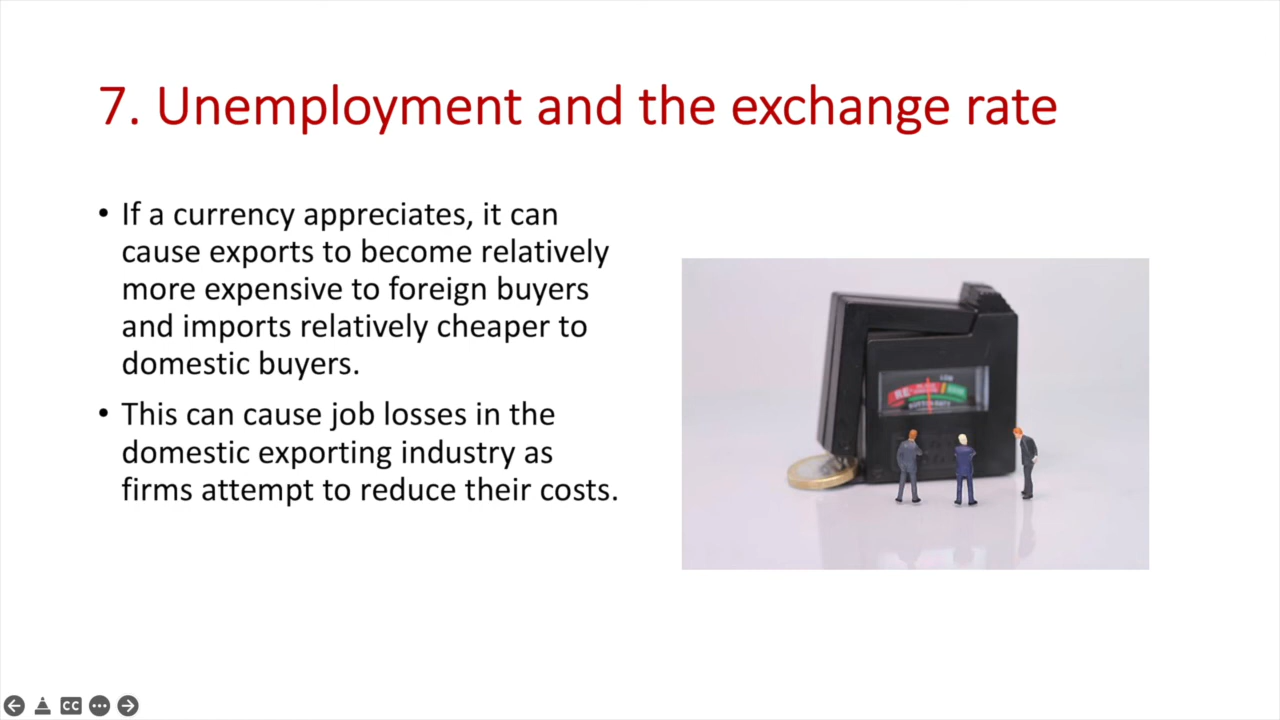 7. Unemployment and the exchange rate
• If a currency appreciates, it can
cause exports to become relatively
more expensive to foreign buyers
and imports relatively cheaper to
domestic buyers.
• This can cause job losses in the
domestic exporting industry as
firms attempt to reduce their costs.
CC